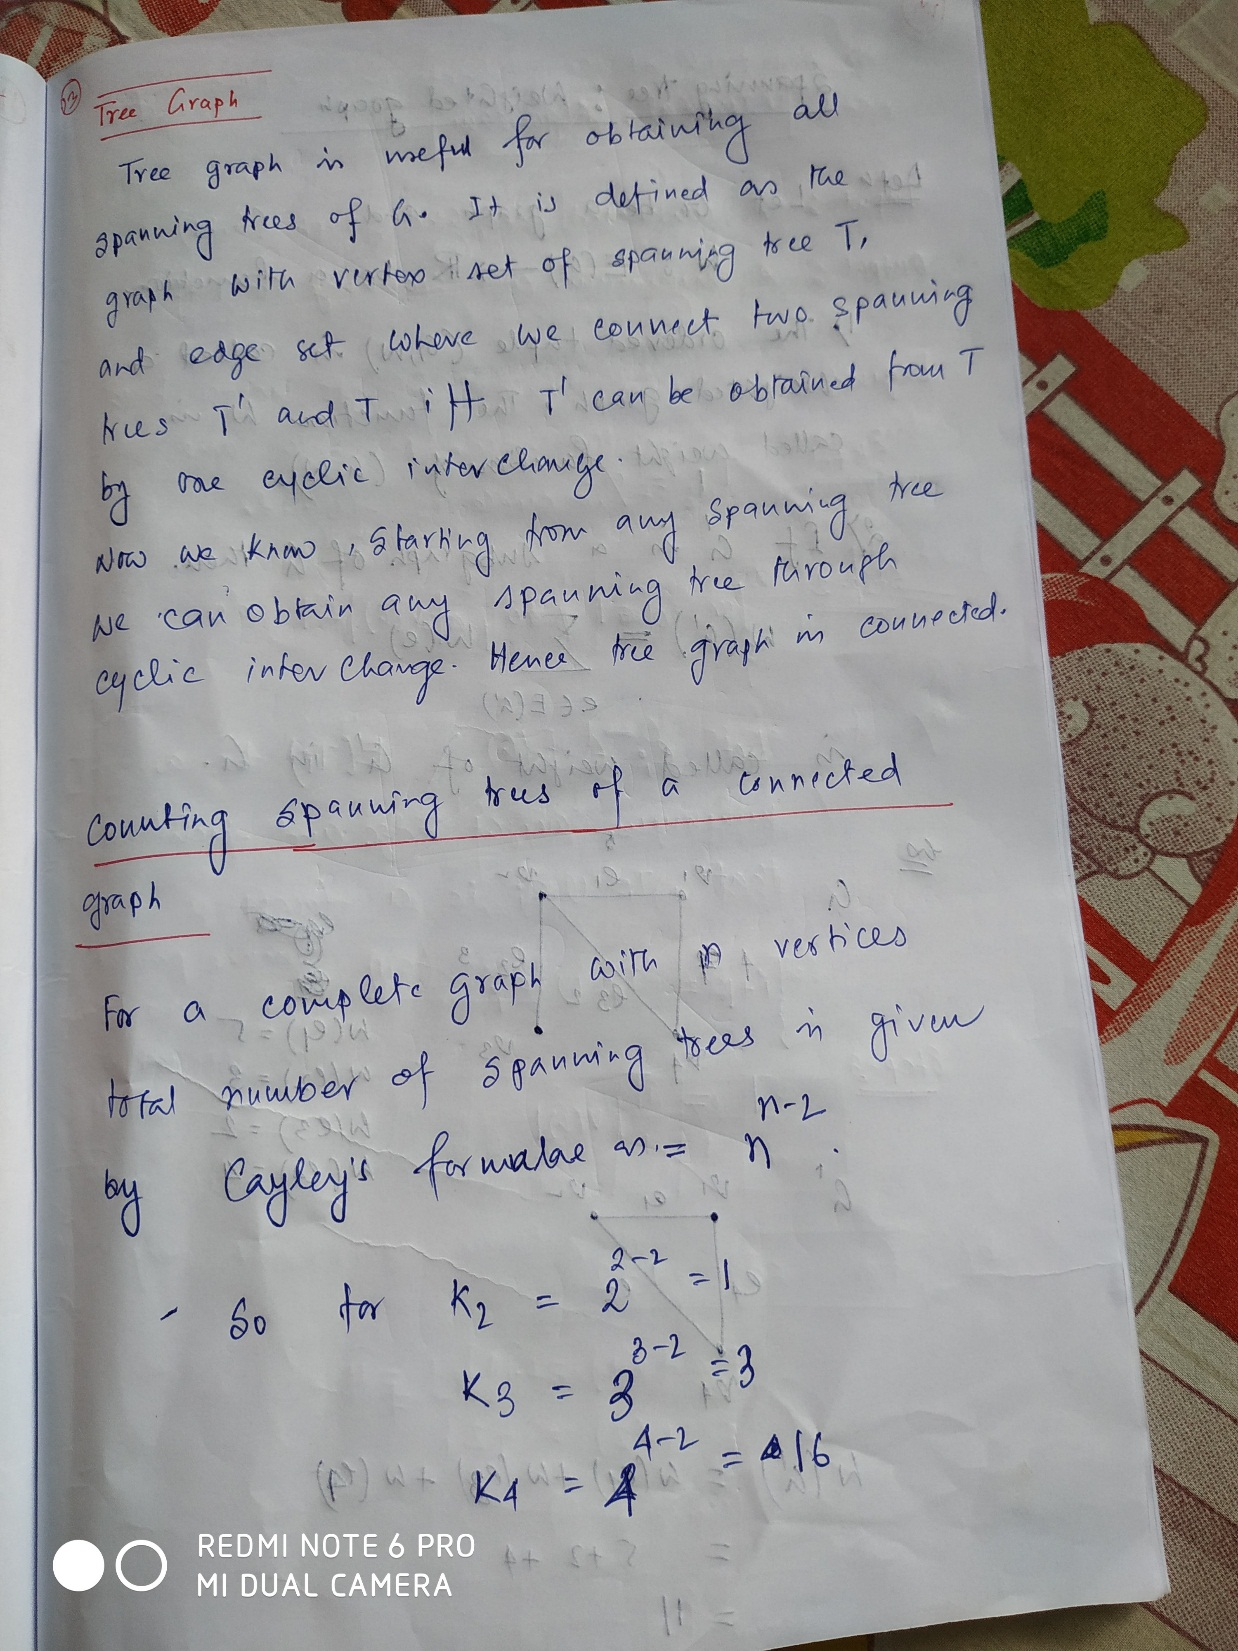 Tree Graph
Tree graph is useful for obtaining all
spanning trees of G. It is defined as the
graph with vertex set of spanning tree T,
and edge set where we connect two spanning
trees T' and T iff T' can be obtained from T
by one cyclic interchange.
Now we know, starting from any spanning tree
we can obtain any spanning tree through
cyclic interchange. Hence tree graph is connected.
Counting spanning trees of a connected
graph
For a complete graph with n vertices
total number of spanning trees is given
by Cayley's formulae as = n^{n-2}.
- So for K2 = 2^{2-2} = 1
K3 = 3^{3-2} = 3
K4 = 4^{4-2} = 16
REDMI NOTE 6 PRO
MI DUAL CAMERA